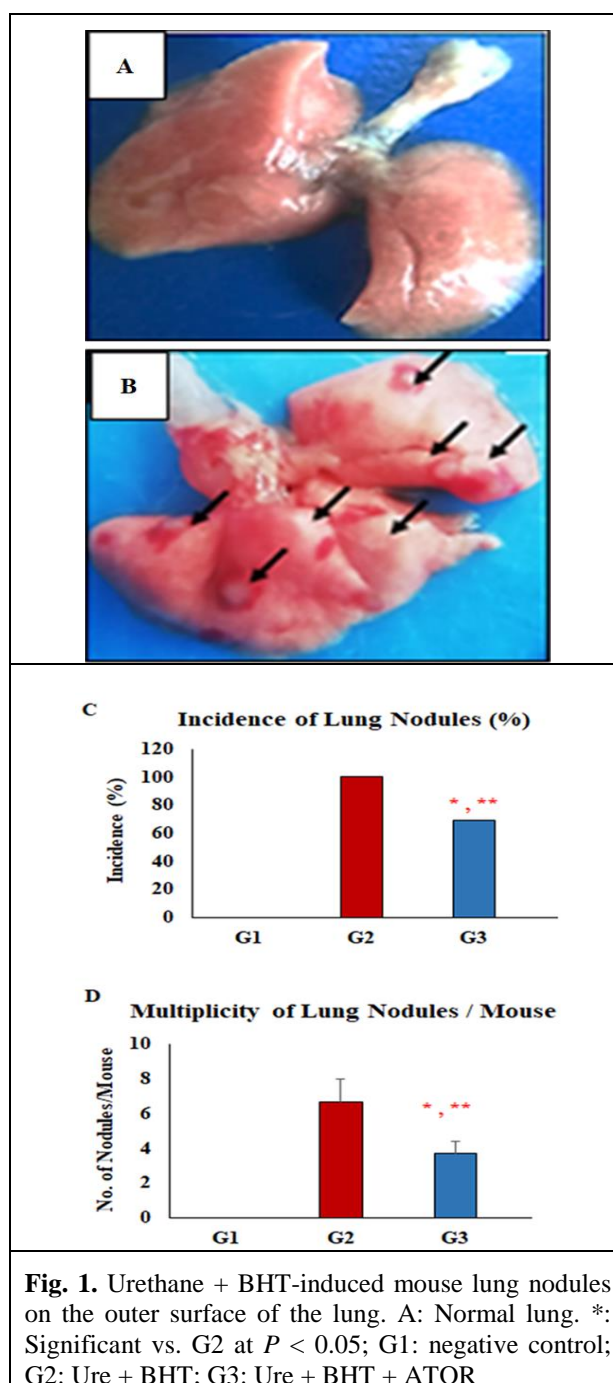 A
B
C
Incidence of Lung Nodules (%)
120
100
80
60
40
20
0
Incidence (%)
* , **
G1 G2 G3
D
Multiplicity of Lung Nodules / Mouse
10
8
6
4
2
0
No. of Nodules/Mouse
* , **
G1 G2 G3
Fig. 1. Urethane + BHT-induced mouse lung nodules
on the outer surface of the lung. A: Normal lung. *:
Significant vs. G2 at P < 0.05; G1: negative control;
G2: Ure + BHT; G3: Ure + BHT + ATOR